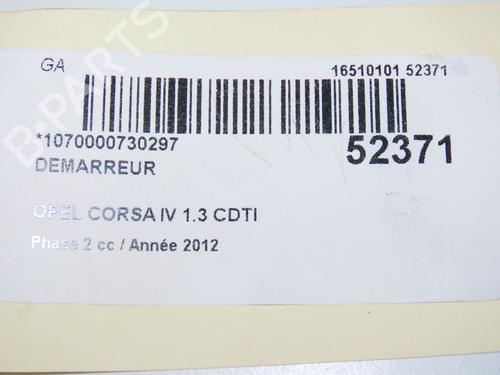 GA
16510101 52371
*1070000730297
52371
DEMARREUR
OPEL CORSA IV 1.3 CDTI
Phase 2 cc / Année 2012
B-PARTS